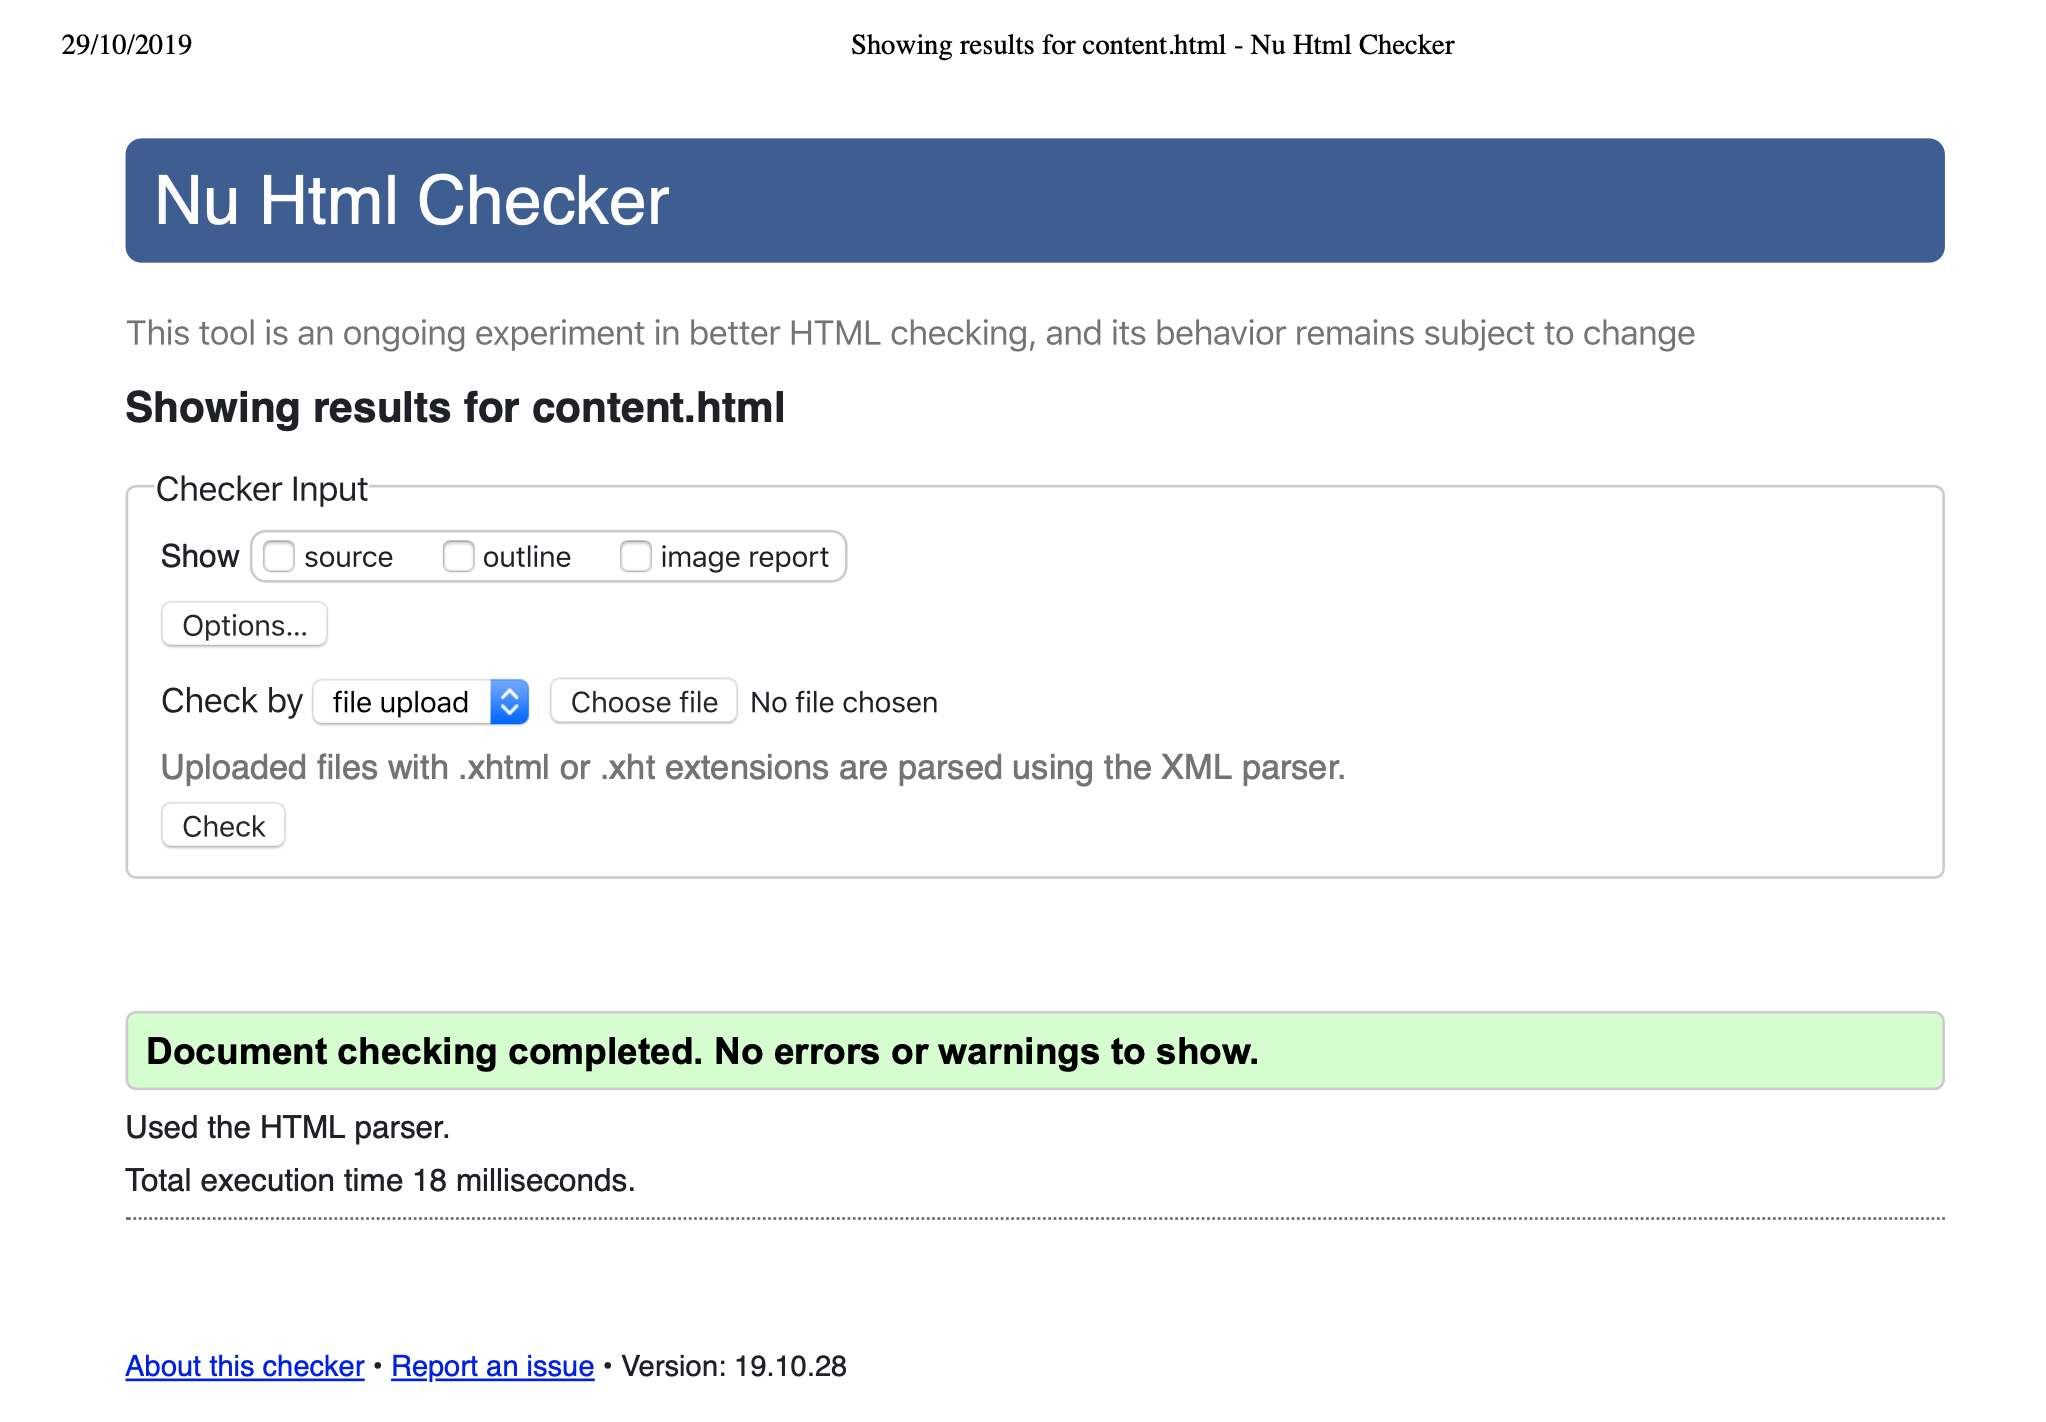 29/10/2019 Showing results for content.html - Nu Html Checker
Nu Html Checker
This tool is an ongoing experiment in better HTML checking, and its behavior remains subject to change
Showing results for content.html
Checker Input
Show source outline image report
Options...
Check by file upload Choose file No file chosen
Uploaded files with .xhtml or .xht extensions are parsed using the XML parser.
Check
Document checking completed. No errors or warnings to show.
Used the HTML parser.
Total execution time 18 milliseconds.
About this checker • Report an issue • Version: 19.10.28